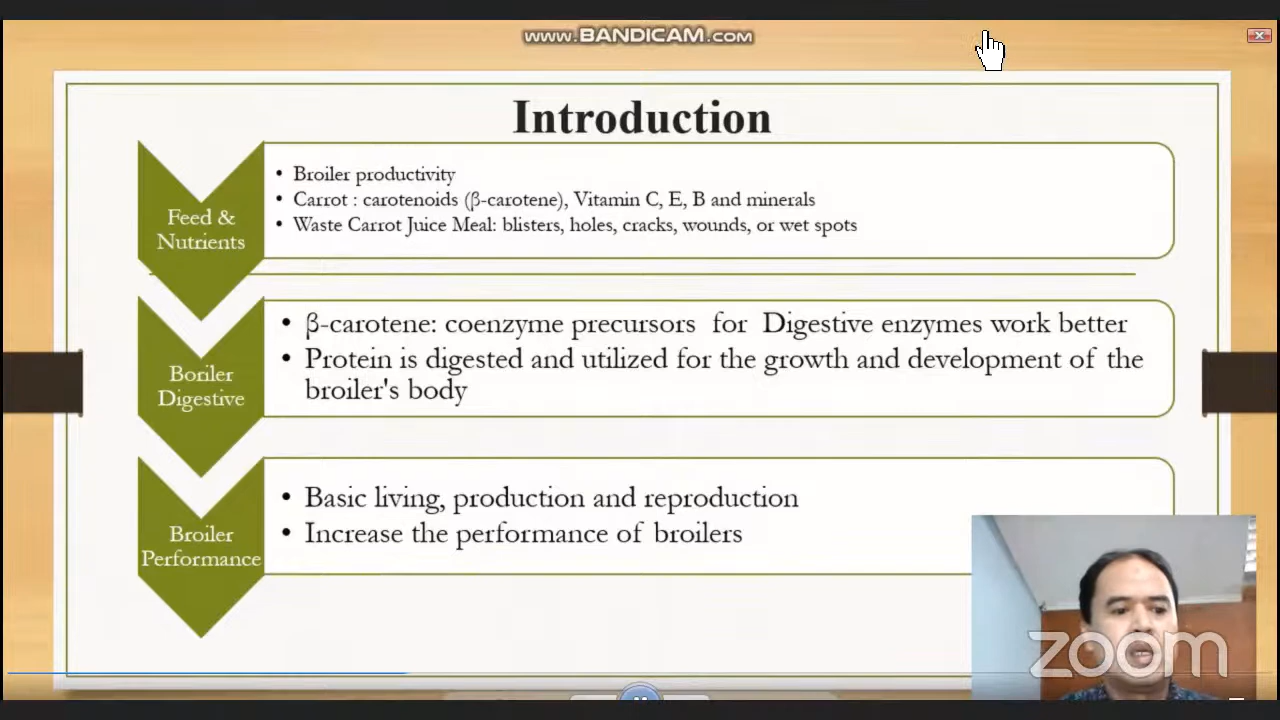 www.BANDICAM.com
Introduction
Feed &
Nutrients
• Broiler productivity
• Carrot : carotenoids (β-carotene), Vitamin C, E, B and minerals
• Waste Carrot Juice Meal: blisters, holes, cracks, wounds, or wet spots
Boriler
Digestive
• β-carotene: coenzyme precursors for Digestive enzymes work better
• Protein is digested and utilized for the growth and development of the
broiler's body
Broiler
Performance
• Basic living, production and reproduction
• Increase the performance of broilers
zoom